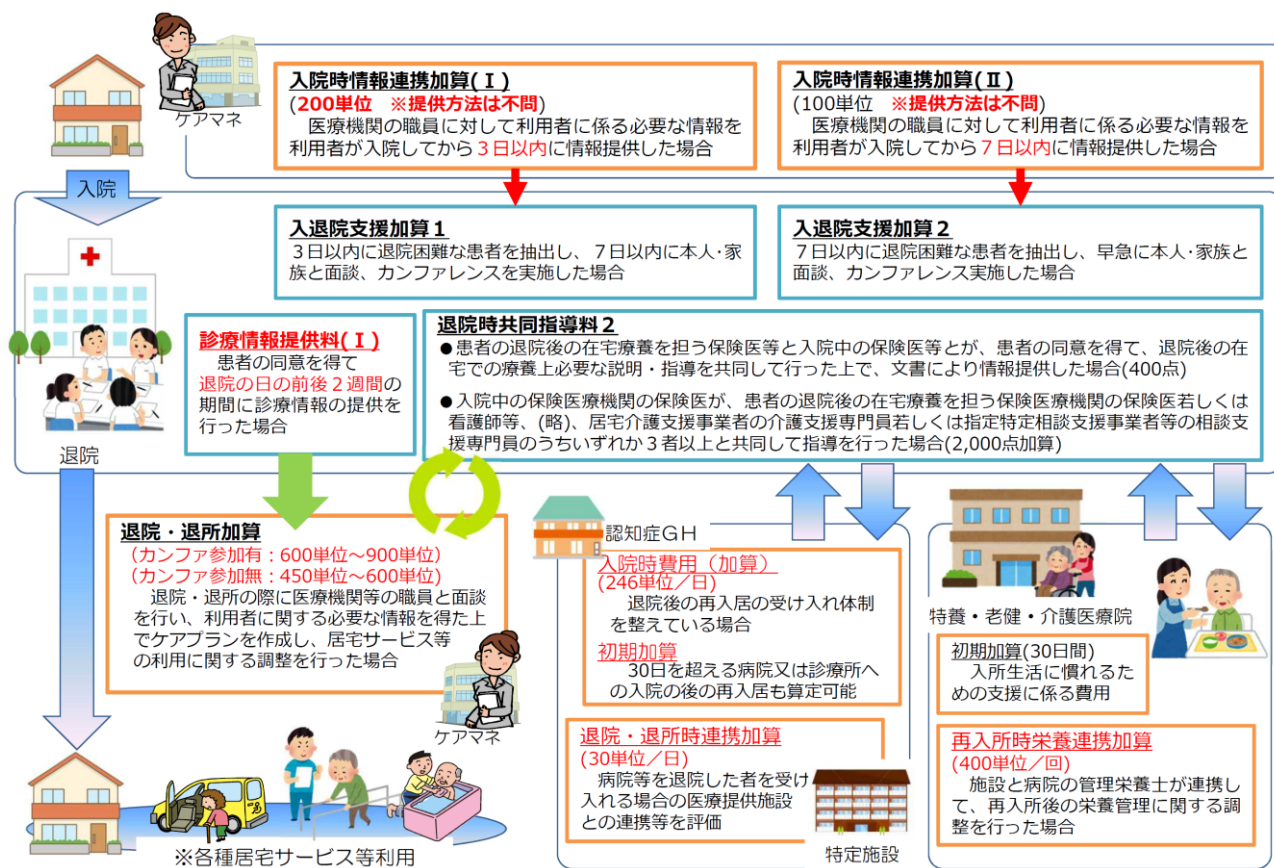 ケアマネ
入院時情報連携加算(Ⅰ)
(200単位　※提供方法は不問)
医療機関の職員に対して利用者に係る必要な情報を
利用者が入院してから３日以内に情報提供した場合
入院時情報連携加算(Ⅱ)
(100単位　※提供方法は不問)
医療機関の職員に対して利用者に係る必要な情報を
利用者が入院してから７日以内に情報提供した場合
入院
入退院支援加算１
３日以内に退院困難な患者を抽出し、７日以内に本人・家
族と面談、カンファレンスを実施した場合
入退院支援加算２
７日以内に退院困難な患者を抽出し、早急に本人・家族と
面談、カンファレンス実施した場合
診療情報提供料(Ⅰ)
患者の同意を得て
退院の日の前後２週間の
期間に診療情報の提供を
行った場合
退院時共同指導料２
●患者の退院後の在宅療養を担う保険医等と入院中の保険医等とが、患者の同意を得て、退院後の在
宅での療養上必要な説明・指導を共同して行った上で、文書により情報提供した場合(400点)
●入院中の保険医療機関の保険医が、患者の退院後の在宅療養を担う保険医療機関の保険医若しくは
看護師等、(略)、居宅介護支援事業者の介護支援専門員若しくは指定特定相談支援事業者等の相談支
援専門員のうちいずれか３者以上と共同して指導を行った場合(2,000点加算)
退院
退院・退所加算
（カンファ参加有：600単位～900単位）
（カンファ参加無：450単位～600単位）
退院・退所の際に医療機関等の職員と面談
を行い、利用者に関する必要な情報を得た上
でケアプランを作成し、居宅サービス等
の利用に関する調整を行った場合
ケアマネ
※各種居宅サービス等利用
認知症ＧＨ
入院時費用（加算）
(246単位／日)
退院後の再入居の受け入れ体制
を整えている場合
初期加算
30日を超える病院又は診療所へ
の入院の後の再入居も算定可能
退院・退所時連携加算
(30単位／日)
病院等を退院した者を受け
入れる場合の医療提供施設
との連携等を評価
特定施設
特養・老健・介護医療院
初期加算(30日間)
入所生活に慣れるた
めの支援に係る費用
再入所時栄養連携加算
(400単位／回)
施設と病院の管理栄養士が連携し
て、再入所後の栄養管理に関する調
整を行った場合